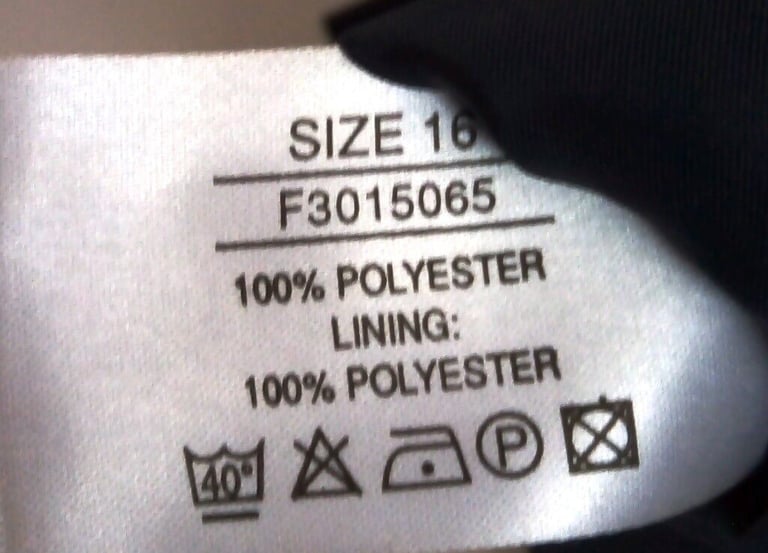 SIZE 16
F3015065
100% POLYESTER
LINING:
100% POLYESTER
40° P